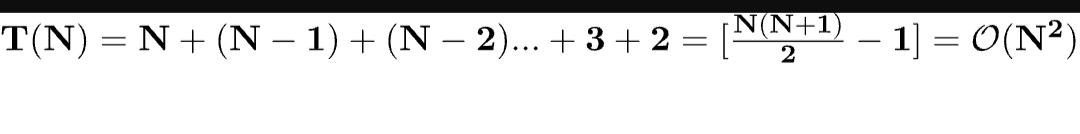 T(N) = N + (N − 1) + (N − 2)... + 3 + 2 = [N(N+1)/2 − 1] = O(N²)